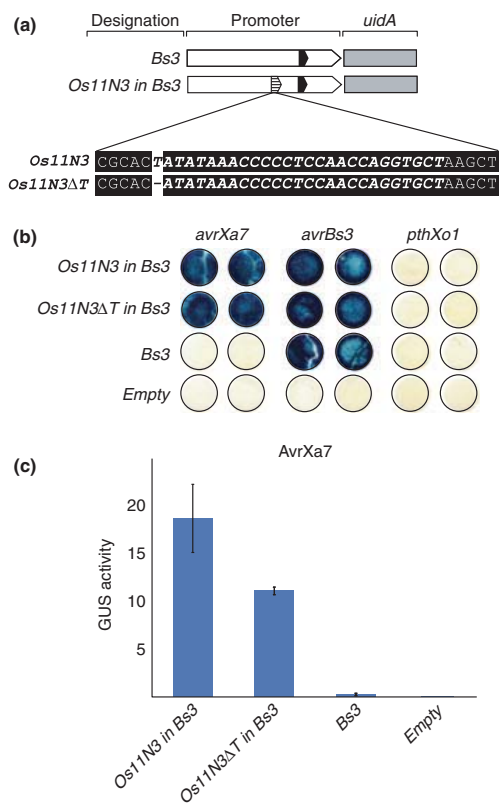 (a)
Designation Promoter uidA
Bs3
Os11N3 in Bs3
Os11N3 CGCACTATATAAACCCCCTCCAACCAGGTGCTAAGCT
Os11N3ΔT CGCAC-ATATAAACCCCCTCCAACCAGGTGCTAAGCT
(b)
avrXa7 avrBs3 pthXo1
Os11N3 in Bs3
Os11N3ΔT in Bs3
Bs3
Empty
(c)
AvrXa7
GUS activity
20
15
10
5
Os11N3 in Bs3 Os11N3ΔT in Bs3 Bs3 Empty